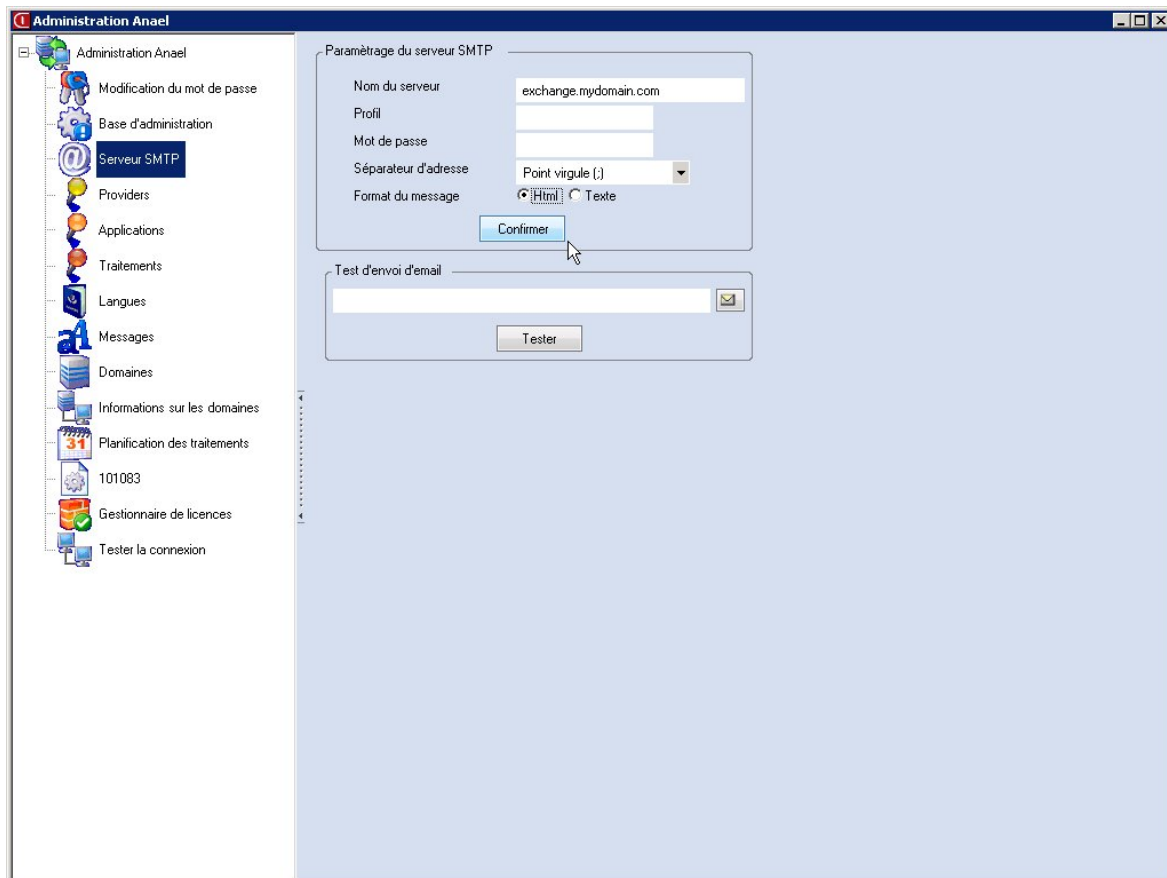 Administration Anael
Administration Anael
Modification du mot de passe
Base d'administration
Serveur SMTP
Providers
Applications
Traitements
Langues
Messages
Domaines
Informations sur les domaines
31
Planification des traitements
101083
Gestionnaire de licences
Tester la connexion
Paramètrage du serveur SMTP
Nom du serveur exchange.mydomain.com
Profil
Mot de passe
Séparateur d'adresse Point virgule (;)
Format du message Html Texte
Confirmer
Test d'envoi d'email
Tester